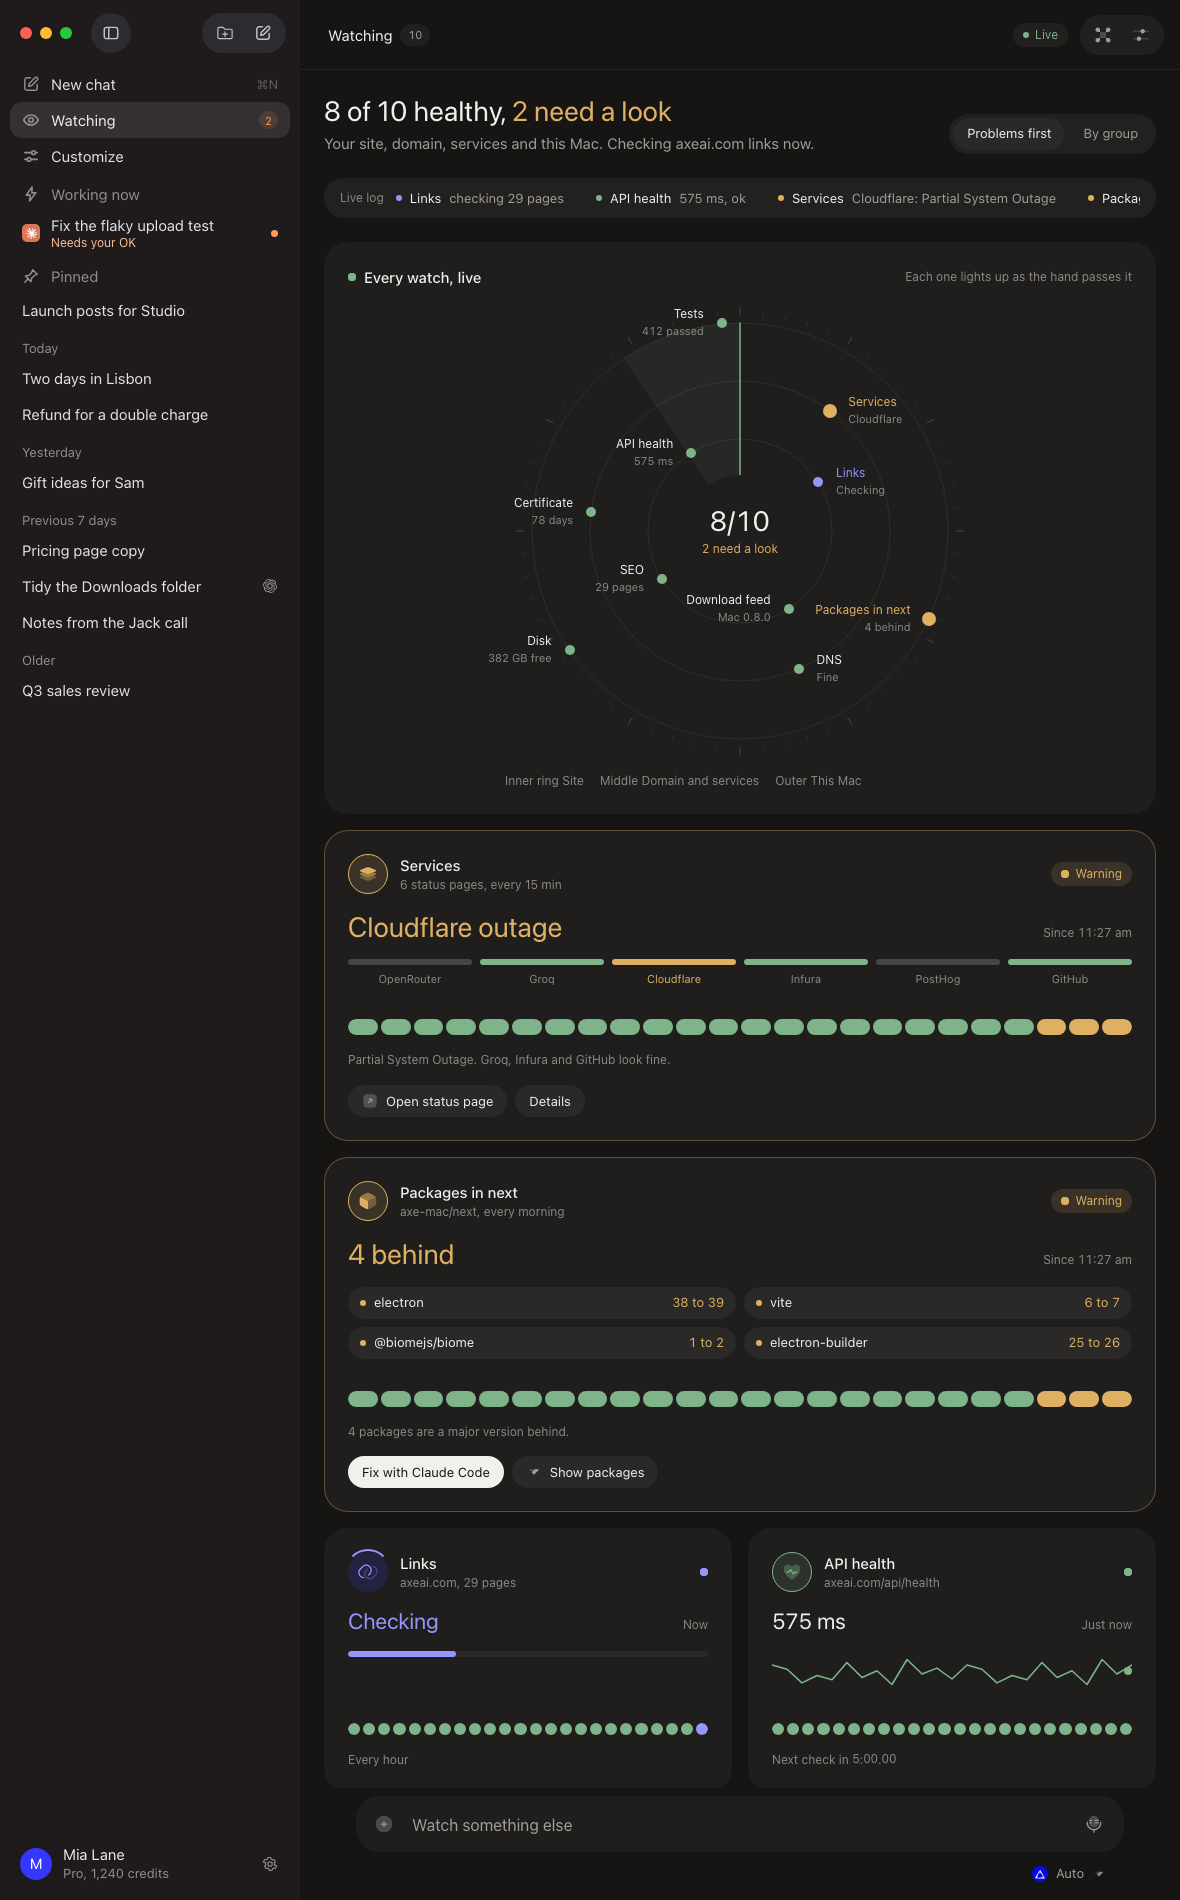 New chat ⌘N
Watching 2
Customize
Working now
Fix the flaky upload test
Needs your OK
Pinned
Launch posts for Studio
Today
Two days in Lisbon
Refund for a double charge
Yesterday
Gift ideas for Sam
Previous 7 days
Pricing page copy
Tidy the Downloads folder
Notes from the Jack call
Older
Q3 sales review
M
Mia Lane
Pro, 1,240 credits
Watching 10
Live
8 of 10 healthy, 2 need a look
Your site, domain, services and this Mac. Checking axeai.com links now.
Problems first By group
Live log Links checking 29 pages API health 575 ms, ok Services Cloudflare: Partial System Outage Packag
Every watch, live
Each one lights up as the hand passes it
Tests
412 passed
Services
Cloudflare
API health
575 ms
Links
Checking
Certificate
78 days
8/10
2 need a look
SEO
29 pages
Download feed
Mac 0.8.0
Packages in next
4 behind
Disk
382 GB free
DNS
Fine
Inner ring Site Middle Domain and services Outer This Mac
Services
6 status pages, every 15 min
Warning
Cloudflare outage
Since 11:27 am
OpenRouter Groq Cloudflare Infura PostHog GitHub
Partial System Outage. Groq, Infura and GitHub look fine.
Open status page Details
Packages in next
axe-mac/next, every morning
Warning
4 behind
Since 11:27 am
electron 38 to 39
vite 6 to 7
@biomejs/biome 1 to 2
electron-builder 25 to 26
4 packages are a major version behind.
Fix with Claude Code Show packages
Links
axeai.com, 29 pages
Checking
Now
Every hour
API health
axeai.com/api/health
575 ms
Just now
Next check in 5:00.00
Watch something else
Auto